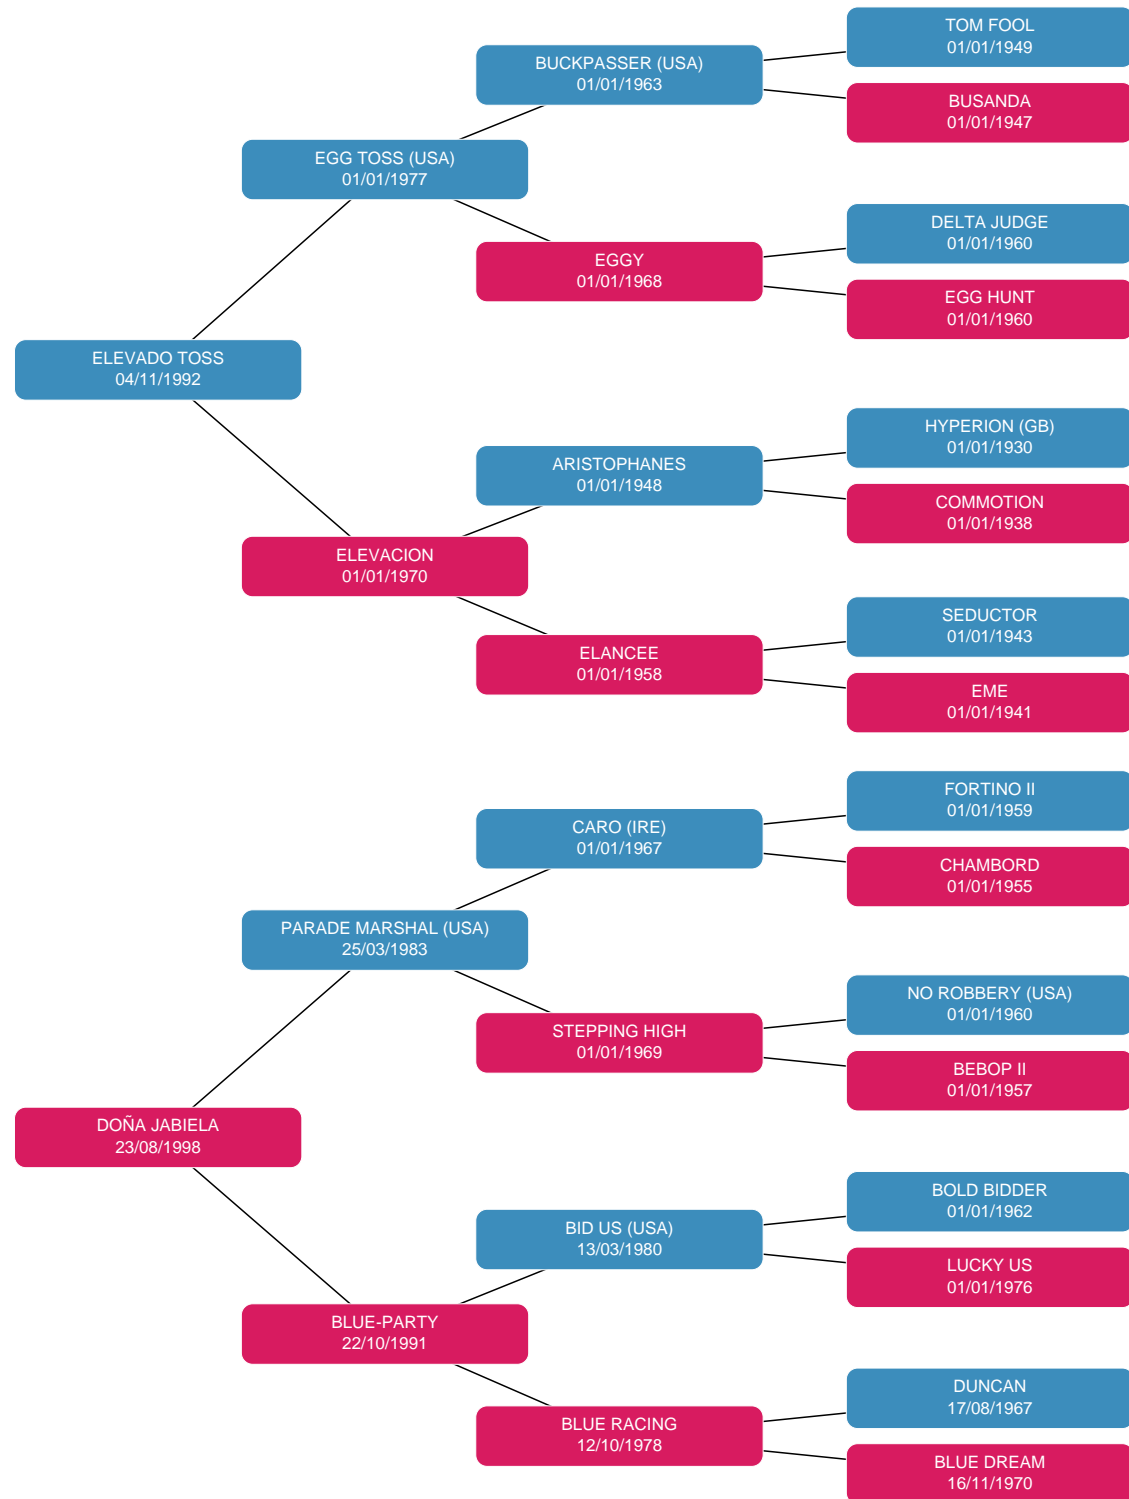 TOM FOOL
01/01/1949
BUCKPASSER (USA)
01/01/1963
BUSANDA
01/01/1947
EGG TOSS (USA)
01/01/1977
DELTA JUDGE
01/01/1960
EGGY
01/01/1968
EGG HUNT
01/01/1960
ELEVADO TOSS
04/11/1992
HYPERION (GB)
01/01/1930
ARISTOPHANES
01/01/1948
COMMOTION
01/01/1938
ELEVACION
01/01/1970
SEDUCTOR
01/01/1943
ELANCEE
01/01/1958
EME
01/01/1941
FORTINO II
01/01/1959
CARO (IRE)
01/01/1967
CHAMBORD
01/01/1955
PARADE MARSHAL (USA)
25/03/1983
NO ROBBERY (USA)
01/01/1960
STEPPING HIGH
01/01/1969
BEBOP II
01/01/1957
DOÑA JABIELA
23/08/1998
BOLD BIDDER
01/01/1962
BID US (USA)
13/03/1980
LUCKY US
01/01/1976
BLUE-PARTY
22/10/1991
DUNCAN
17/08/1967
BLUE RACING
12/10/1978
BLUE DREAM
16/11/1970